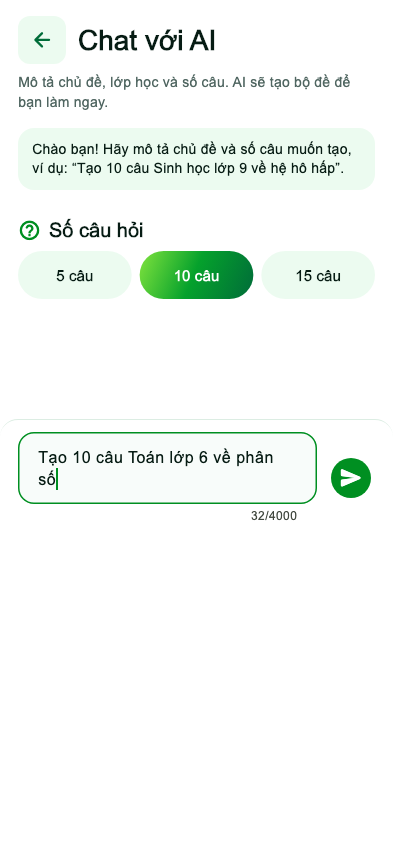 Chat với AI
Mô tả chủ đề, lớp học và số câu. AI sẽ tạo bộ đề để
bạn làm ngay.
Chào bạn! Hãy mô tả chủ đề và số câu muốn tạo,
ví dụ: “Tạo 10 câu Sinh học lớp 9 về hệ hô hấp”.
Số câu hỏi
5 câu
10 câu
15 câu
Tạo 10 câu Toán lớp 6 về phân
số
32/4000